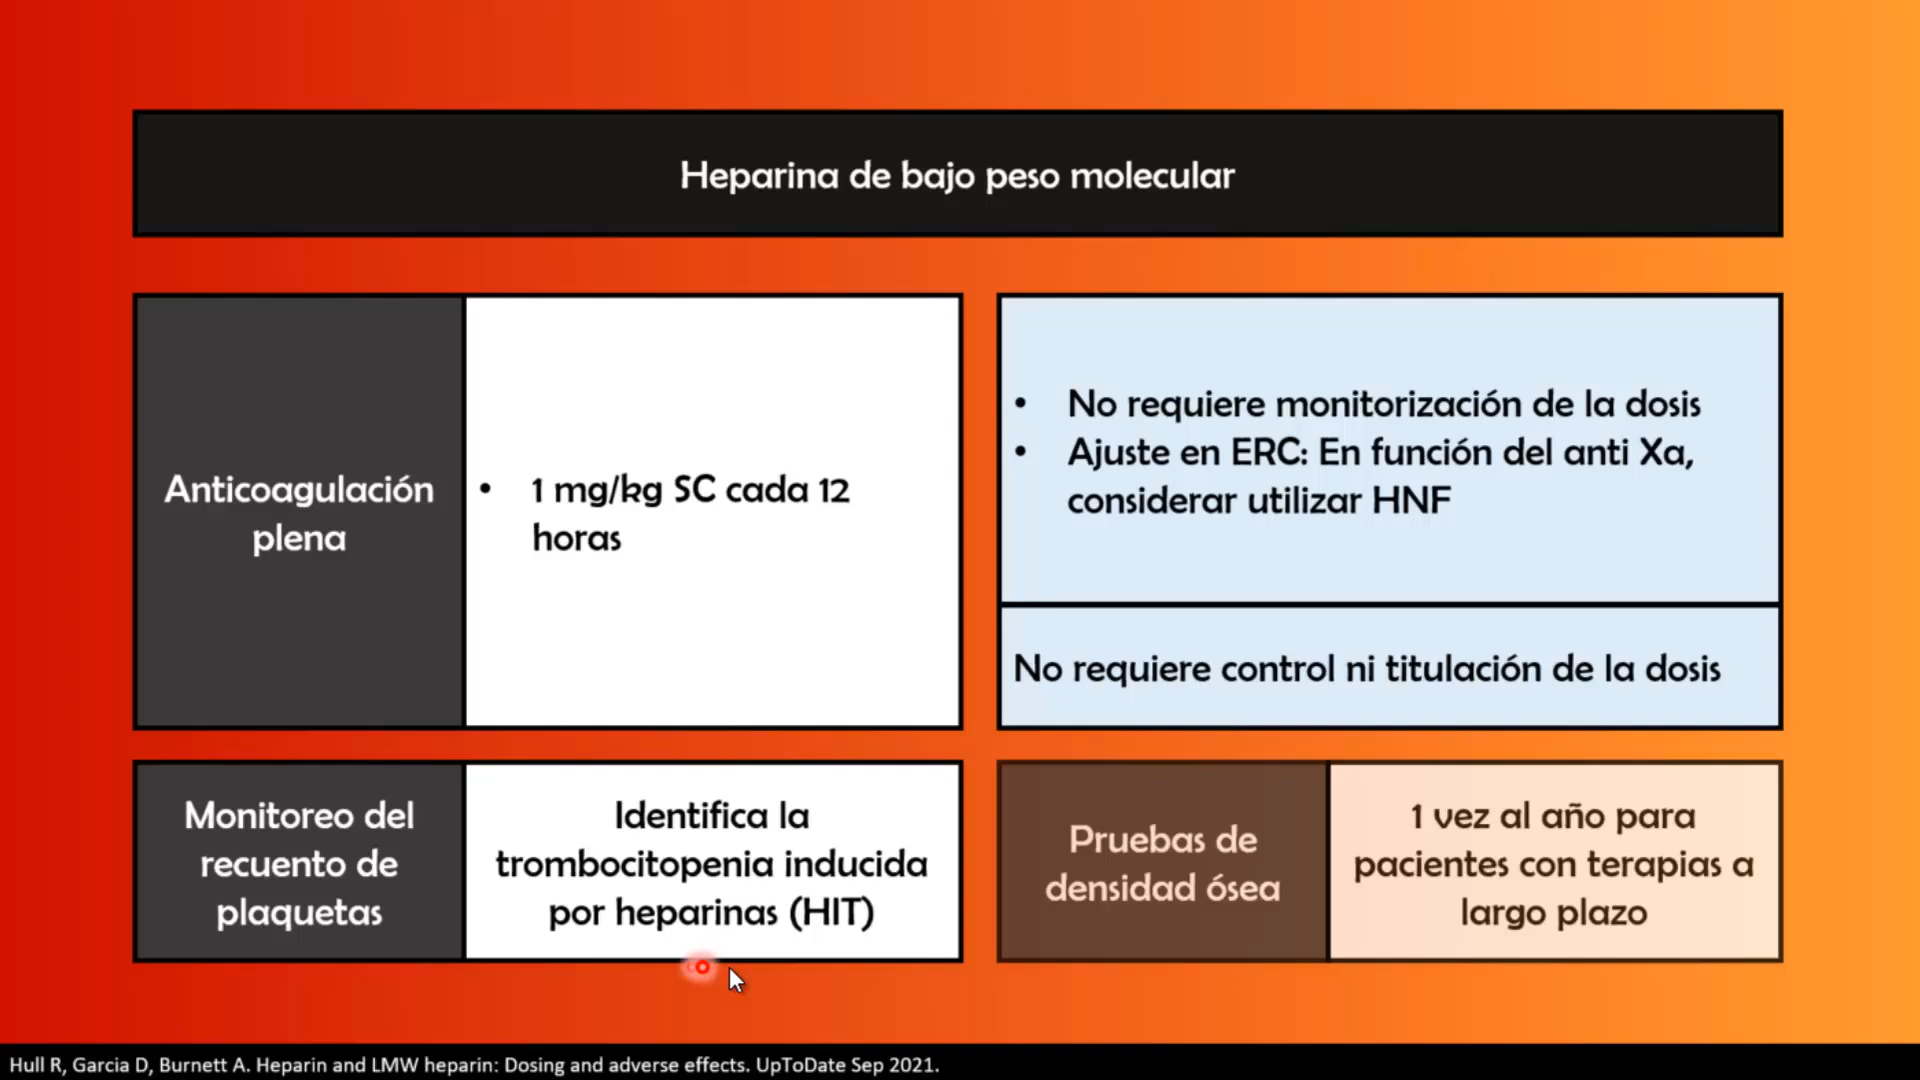 Heparina de bajo peso molecular
Anticoagulación
plena
• 1 mg/kg SC cada 12
horas
• No requiere monitorización de la dosis
• Ajuste en ERC: En función del anti Xa,
considerar utilizar HNF
No requiere control ni titulación de la dosis
Monitoreo del
recuento de
plaquetas
Identifica la
trombocitopenia inducida
por heparinas (HIT)
Pruebas de
densidad ósea
1 vez al año para
pacientes con terapias a
largo plazo
Hull R, Garcia D, Burnett A. Heparin and LMW heparin: Dosing and adverse effects. UpToDate Sep 2021.